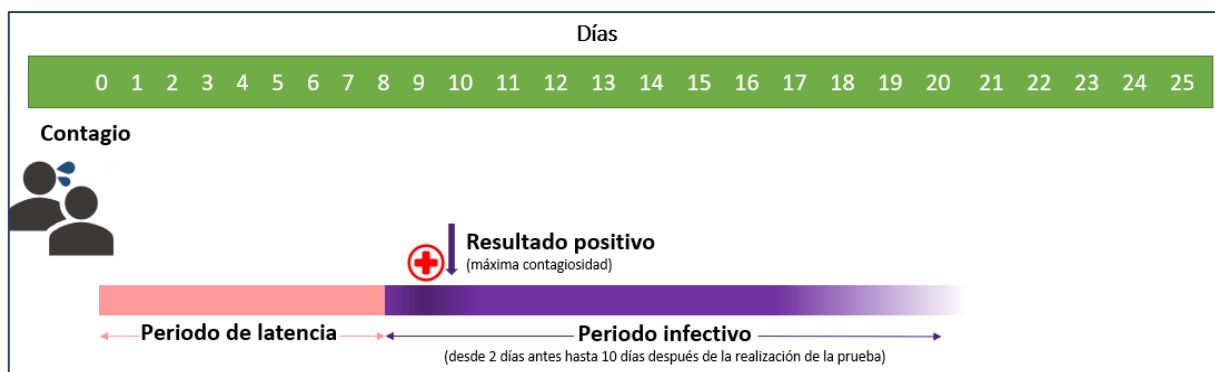 Días
0 1 2 3 4 5 6 7 8 9 10 11 12 13 14 15 16 17 18 19 20 21 22 23 24 25
Contagio
Resultado positivo
(máxima contagiosidad)
Periodo de latencia
Periodo infectivo
(desde 2 días antes hasta 10 días después de la realización de la prueba)